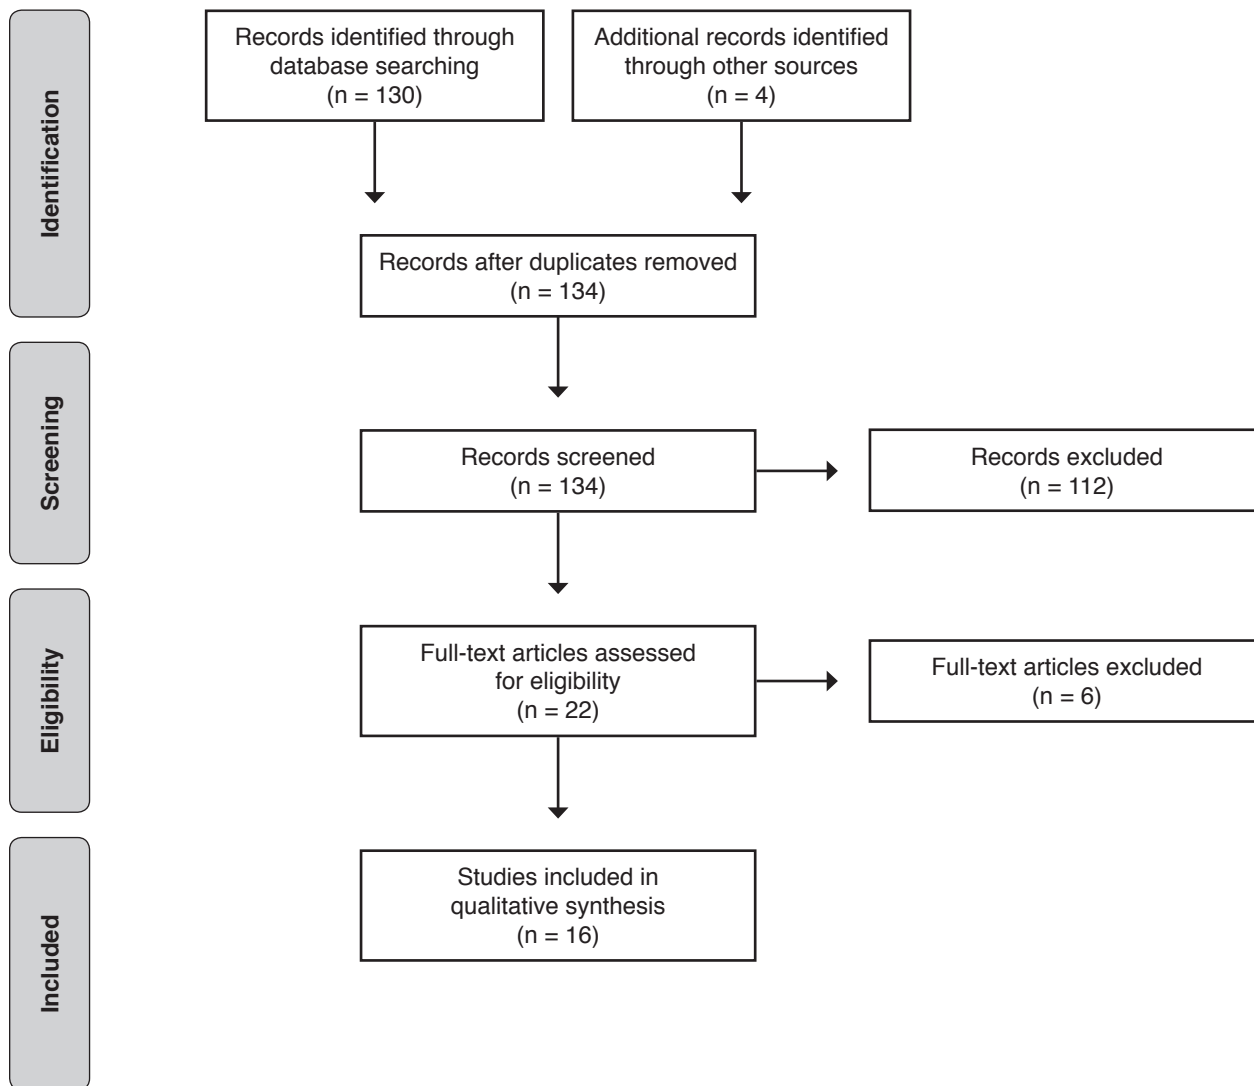 Identification
Records identified through
database searching
(n = 130)
Additional records identified
through other sources
(n = 4)
Records after duplicates removed
(n = 134)
Screening
Records screened
(n = 134)
Records excluded
(n = 112)
Eligibility
Full-text articles assessed
for eligibility
(n = 22)
Full-text articles excluded
(n = 6)
Included
Studies included in
qualitative synthesis
(n = 16)